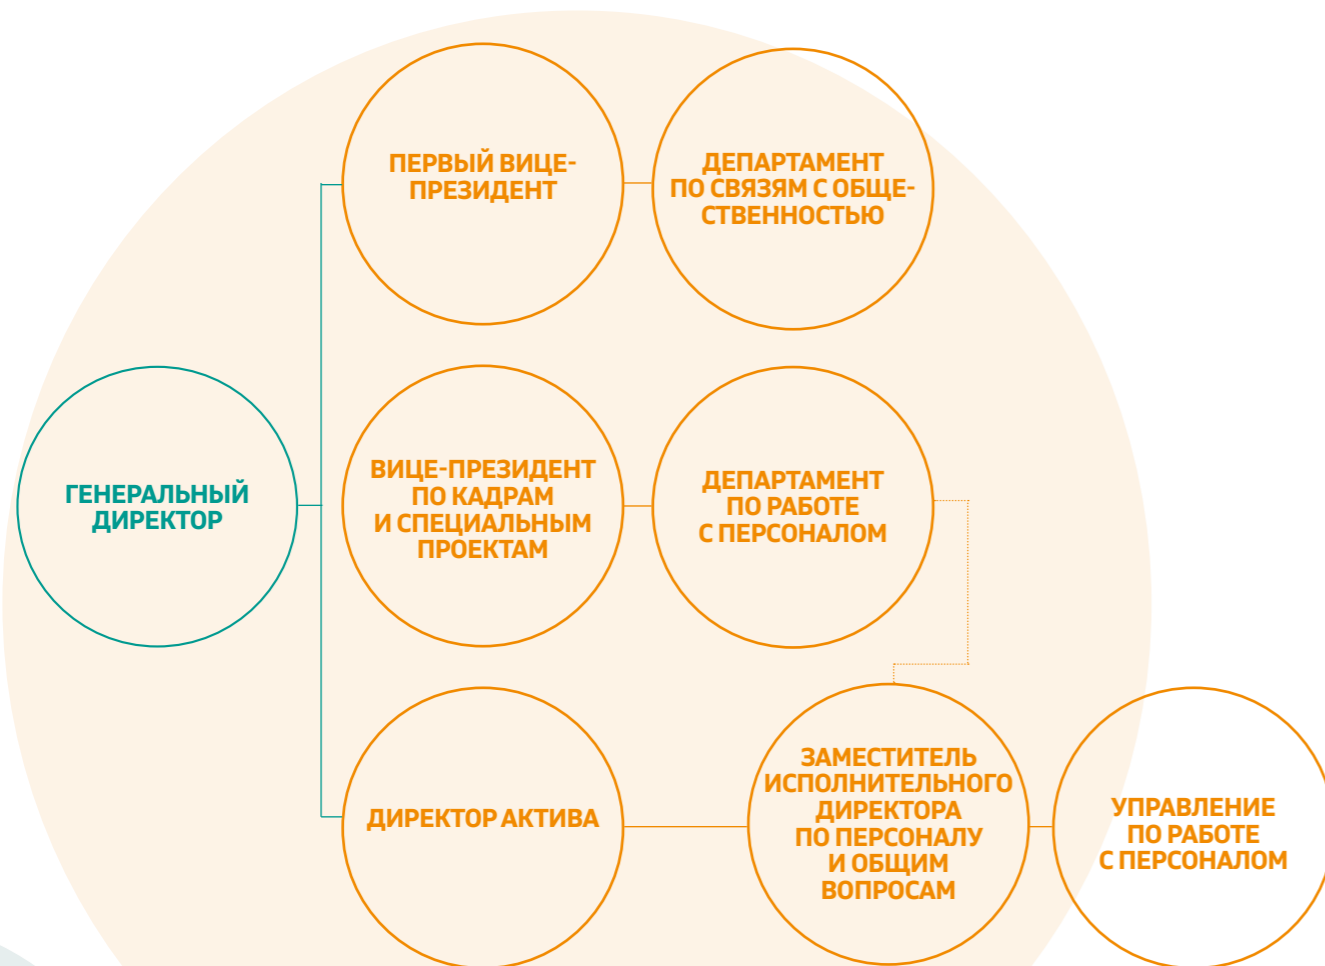 ПЕРВЫЙ ВИЦЕ-
ПРЕЗИДЕНТ
ДЕПАРТАМЕНТ
ПО СВЯЗЯМ С ОБЩЕ-
СТВЕННОСТЬЮ
ГЕНЕРАЛЬНЫЙ
ДИРЕКТОР
ВИЦЕ-ПРЕЗИДЕНТ
ПО КАДРАМ
И СПЕЦИАЛЬНЫМ
ПРОЕКТАМ
ДЕПАРТАМЕНТ
ПО РАБОТЕ
С ПЕРСОНАЛОМ
ДИРЕКТОР АКТИВА
ЗАМЕСТИТЕЛЬ
ИСПОЛНИТЕЛЬНОГО
ДИРЕКТОРА
ПО ПЕРСОНАЛУ
И ОБЩИМ
ВОПРОСАМ
УПРАВЛЕНИЕ
ПО РАБОТЕ
С ПЕРСОНАЛОМ